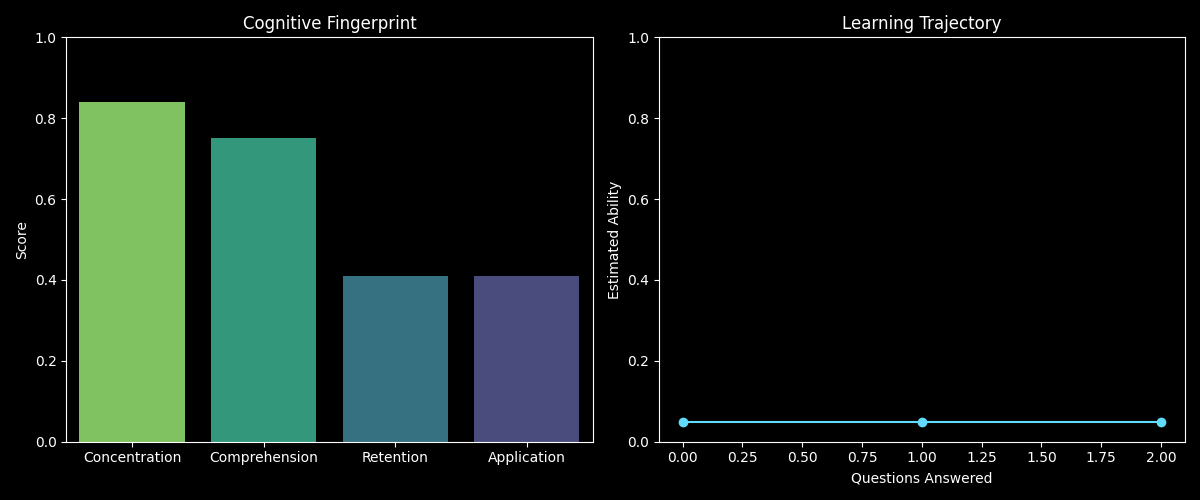 Cognitive Fingerprint
Score
1.0
0.8
0.6
0.4
0.2
0.0
Concentration
Comprehension
Retention
Application
Learning Trajectory
Estimated Ability
1.0
0.8
0.6
0.4
0.2
0.0
0.00 0.25 0.50 0.75 1.00 1.25 1.50 1.75 2.00
Questions Answered